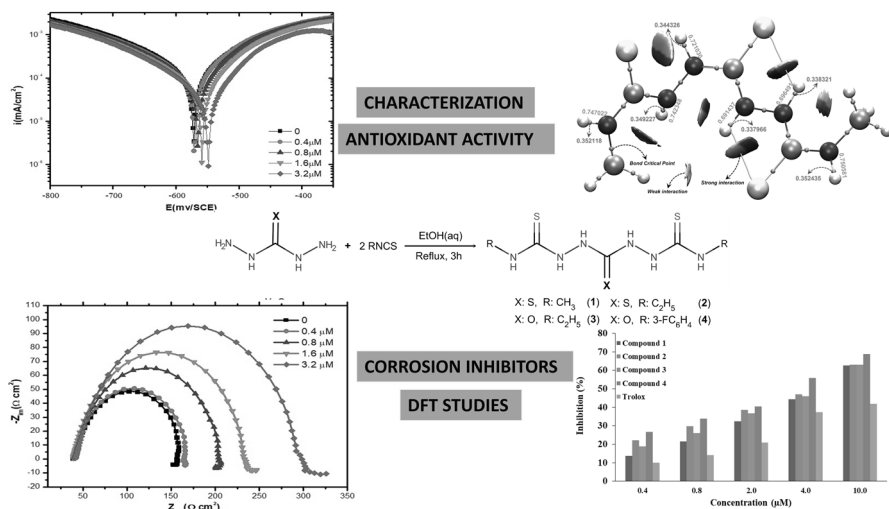 i(mA/cm²)
0
0.4μM
0.8μM
1.6μM
3.2μM
-800 -700 -600 -500 -400
E(mv/SCE)
CHARACTERIZATION
ANTIOXIDANT ACTIVITY
0.344326
0.338321
0.747022
0.349227
0.337966
0.352118
0.352435
Bond Critical Point
Weak interaction
Strong interaction
X
H₂N N H N H NH₂ + 2 RNCS
EtOH(aq)
Reflux, 3h
S H H S
R N H N H N X N N H N H R
X: S, R: CH₃ (1) X: S, R: C₂H₅ (2)
X: O, R: C₂H₅ (3) X: O, R: 3-FC₆H₄ (4)
110
100
90
80
70
60
50
40
30
20
10
0
-10
-20
0
0.4 μM
0.8 μM
1.6 μM
3.2 μM
50 100 150 200 250 300 350
CORROSION INHIBITORS
DFT STUDIES
Inhibition (%)
100
90
80
70
60
50
40
30
20
10
0
Compound 1
Compound 2
Compound 3
Compound 4
Trolox
0.4 0.8 2.0 4.0 10.0
Concentration (μM)